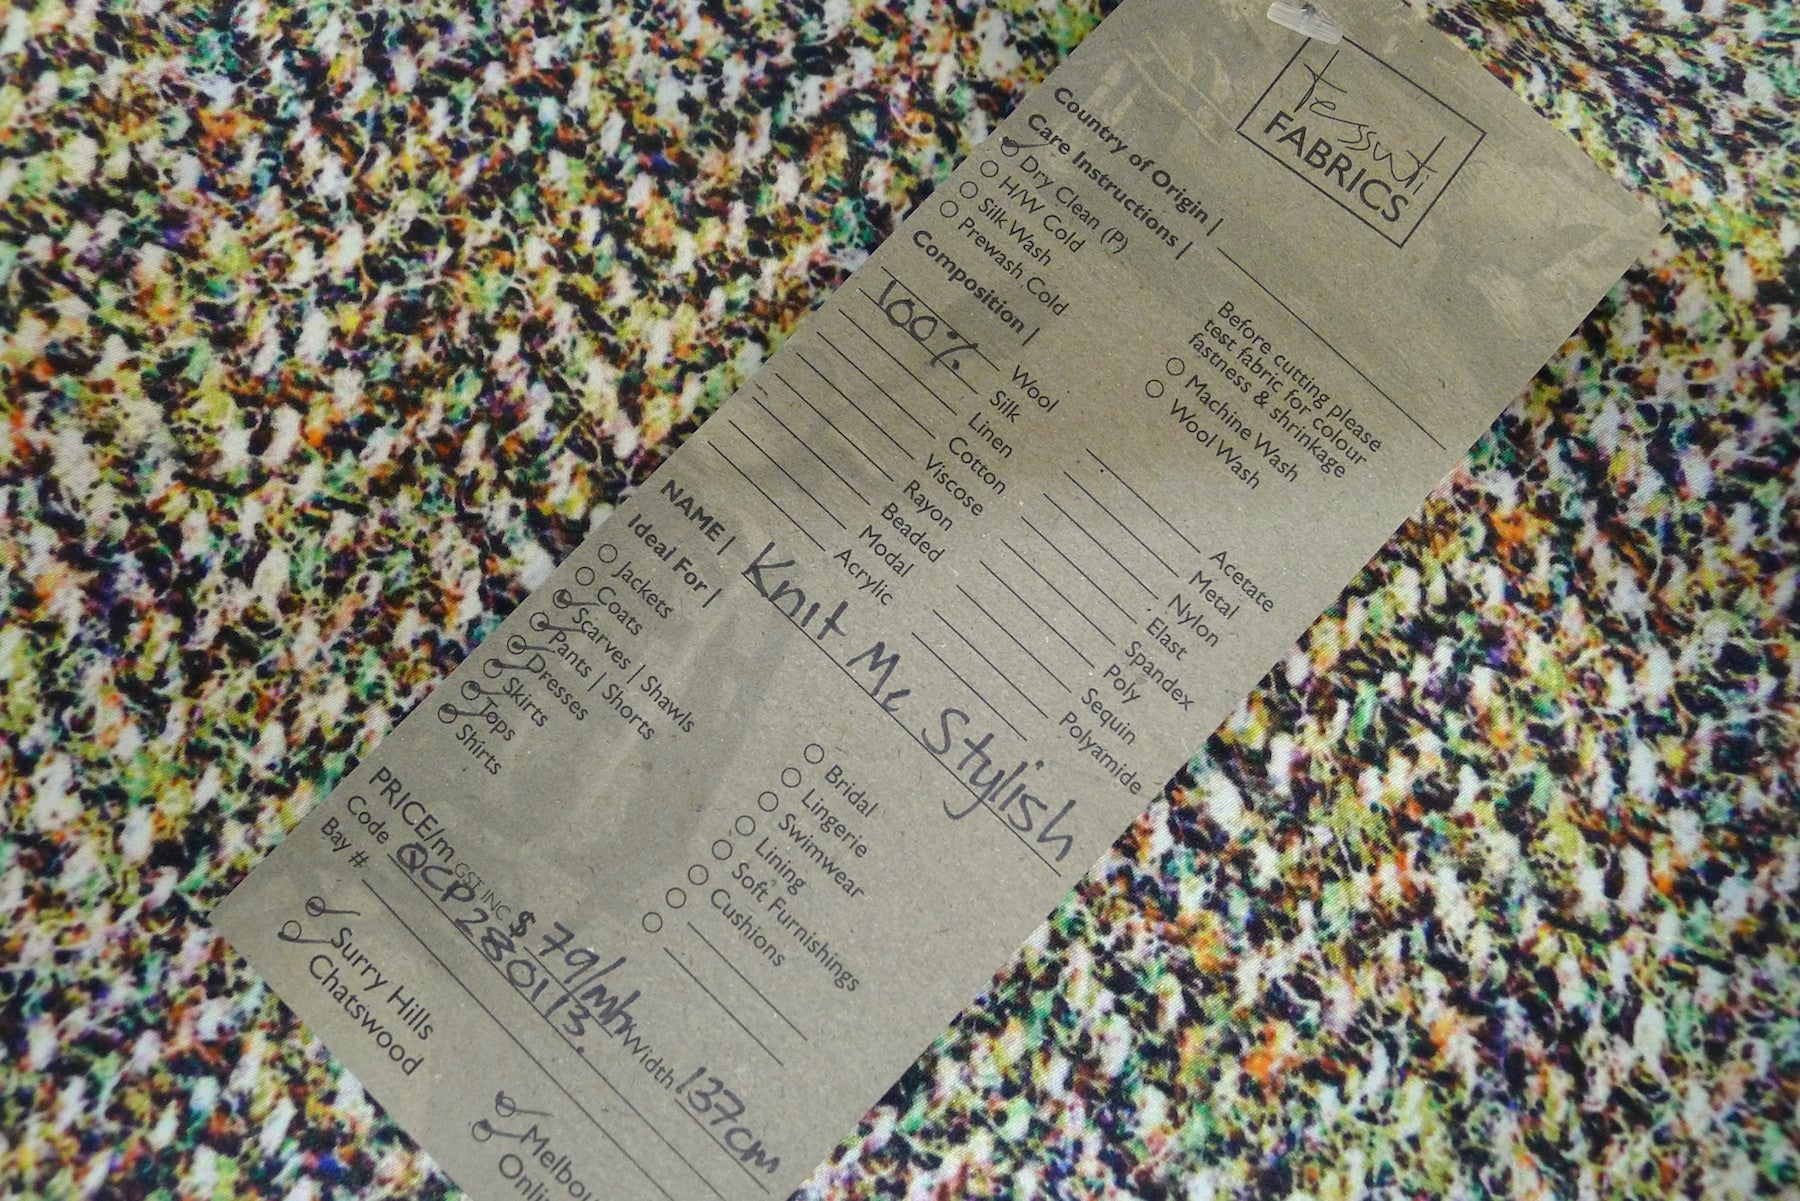 tessuti
FABRICS
Country of Origin |
Care Instructions |
Dry Clean (P)
H/W Cold
Silk Wash
Prewash Cold
Before cutting please
test fabric for colour
fastness & shrinkage
Machine Wash
Wool Wash
Composition |
Wool
100% Silk
Linen
Cotton
Viscose
Rayon
Beaded
Modal
Acrylic
Acetate
Metal
Nylon
Elast
Spandex
Poly
Sequin
Polyamide
NAME | Knit Mc Stylish
Ideal For |
Jackets
Coats
Scarves | Shawls
Pants | Shorts
Dresses
Skirts
Tops
Shirts
Bridal
Lingerie
Swimwear
Lining
Soft Furnishings
Cushions
PRICE/m GST INC $79/mtr Width 137cm
Code QCP280113.
Bay #
Surry Hills
Chatswood